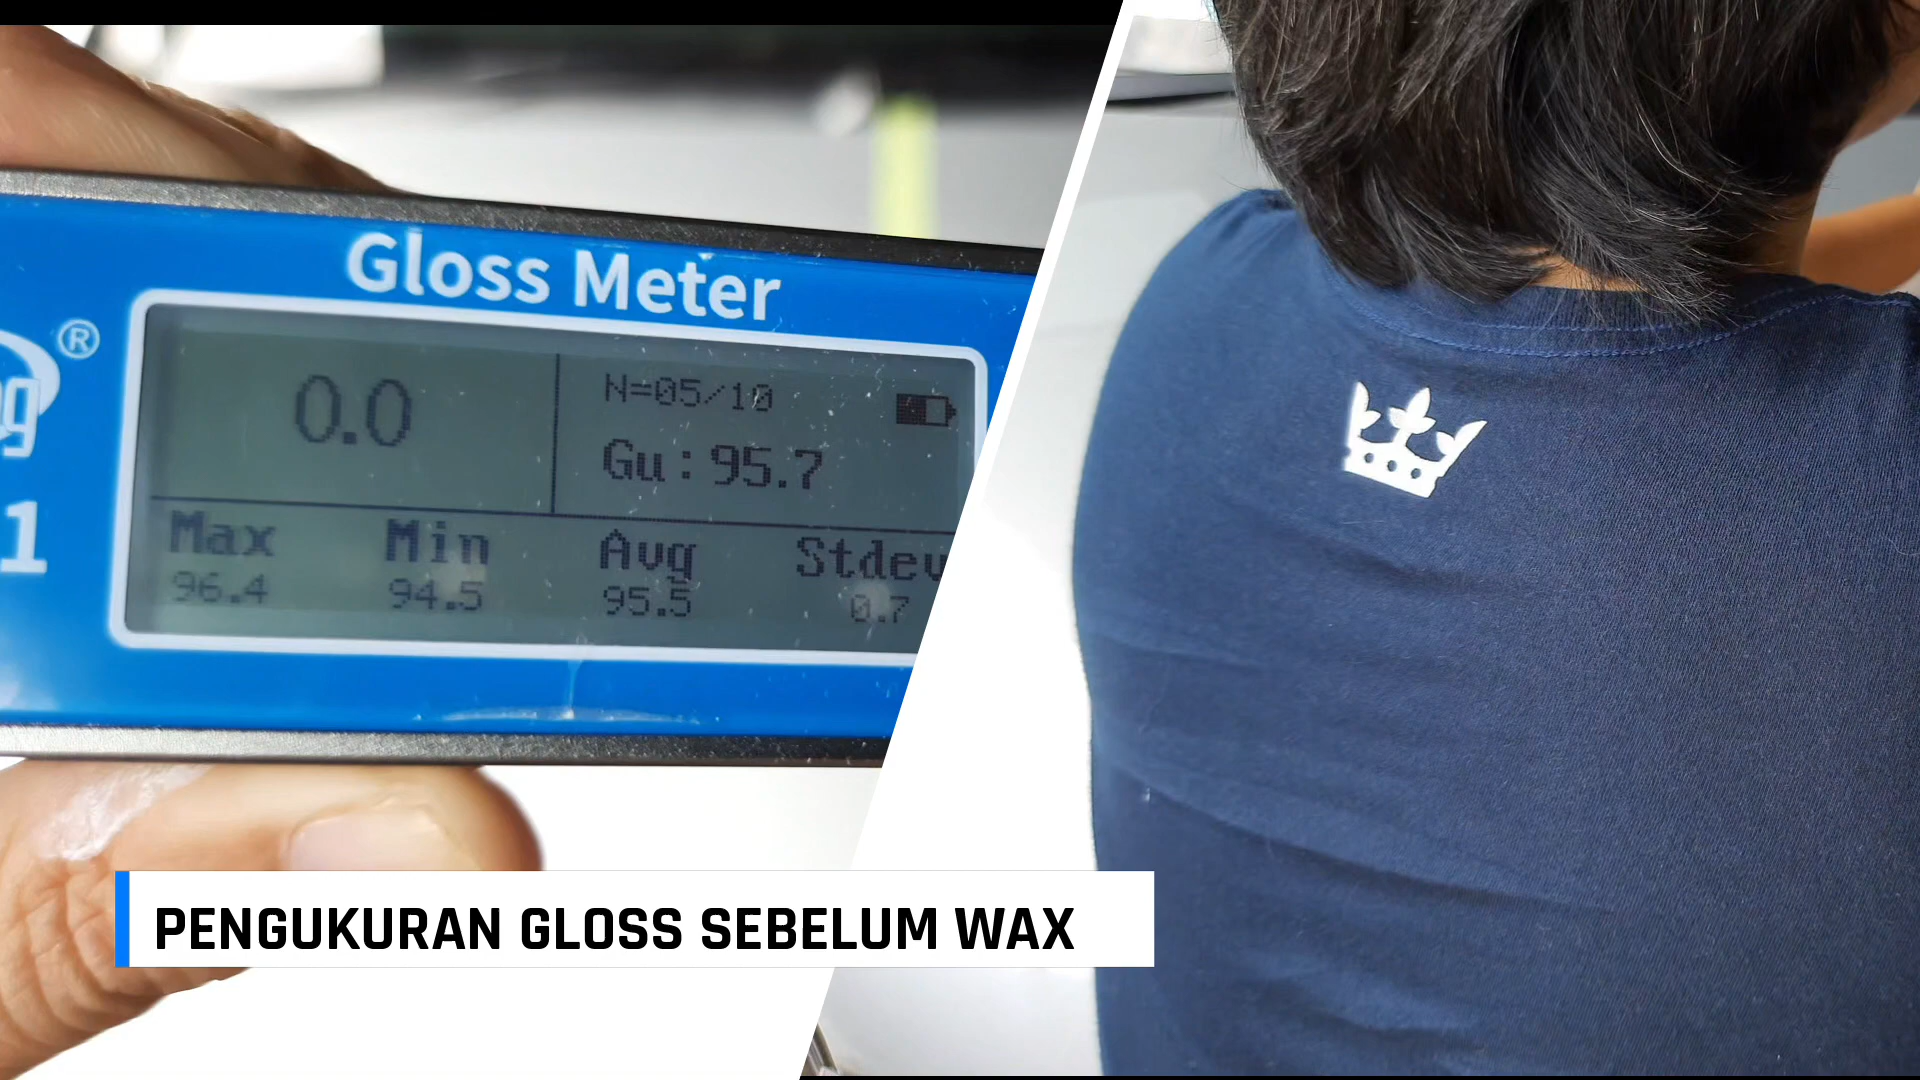 Gloss Meter
®
g
1
0.0
N=05/10
Gu:95.7
Max Min Avg Stdev
96.4 94.5 95.5 0.7
PENGUKURAN GLOSS SEBELUM WAX